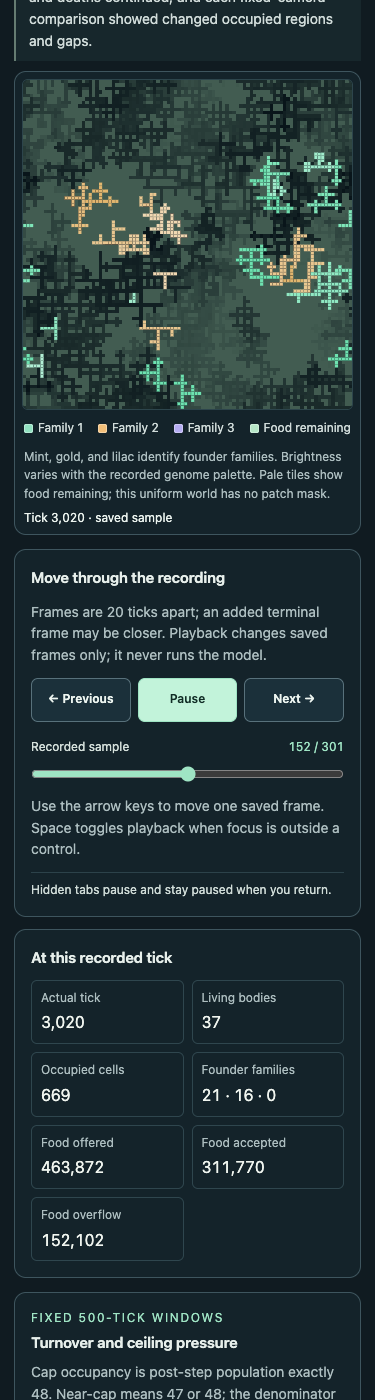 comparison showed changed occupied regions
and gaps.
Family 1 Family 2 Family 3 Food remaining
Mint, gold, and lilac identify founder families. Brightness
varies with the recorded genome palette. Pale tiles show
food remaining; this uniform world has no patch mask.
Tick 3,020 · saved sample
Move through the recording
Frames are 20 ticks apart; an added terminal
frame may be closer. Playback changes saved
frames only; it never runs the model.
← Previous Pause Next →
Recorded sample 152 / 301
Use the arrow keys to move one saved frame.
Space toggles playback when focus is outside a
control.
Hidden tabs pause and stay paused when you return.
At this recorded tick
Actual tick Living bodies
3,020 37
Occupied cells Founder families
669 21 · 16 · 0
Food offered Food accepted
463,872 311,770
Food overflow
152,102
FIXED 500-TICK WINDOWS
Turnover and ceiling pressure
Cap occupancy is post-step population exactly
48. Near-cap means 47 or 48; the denominator